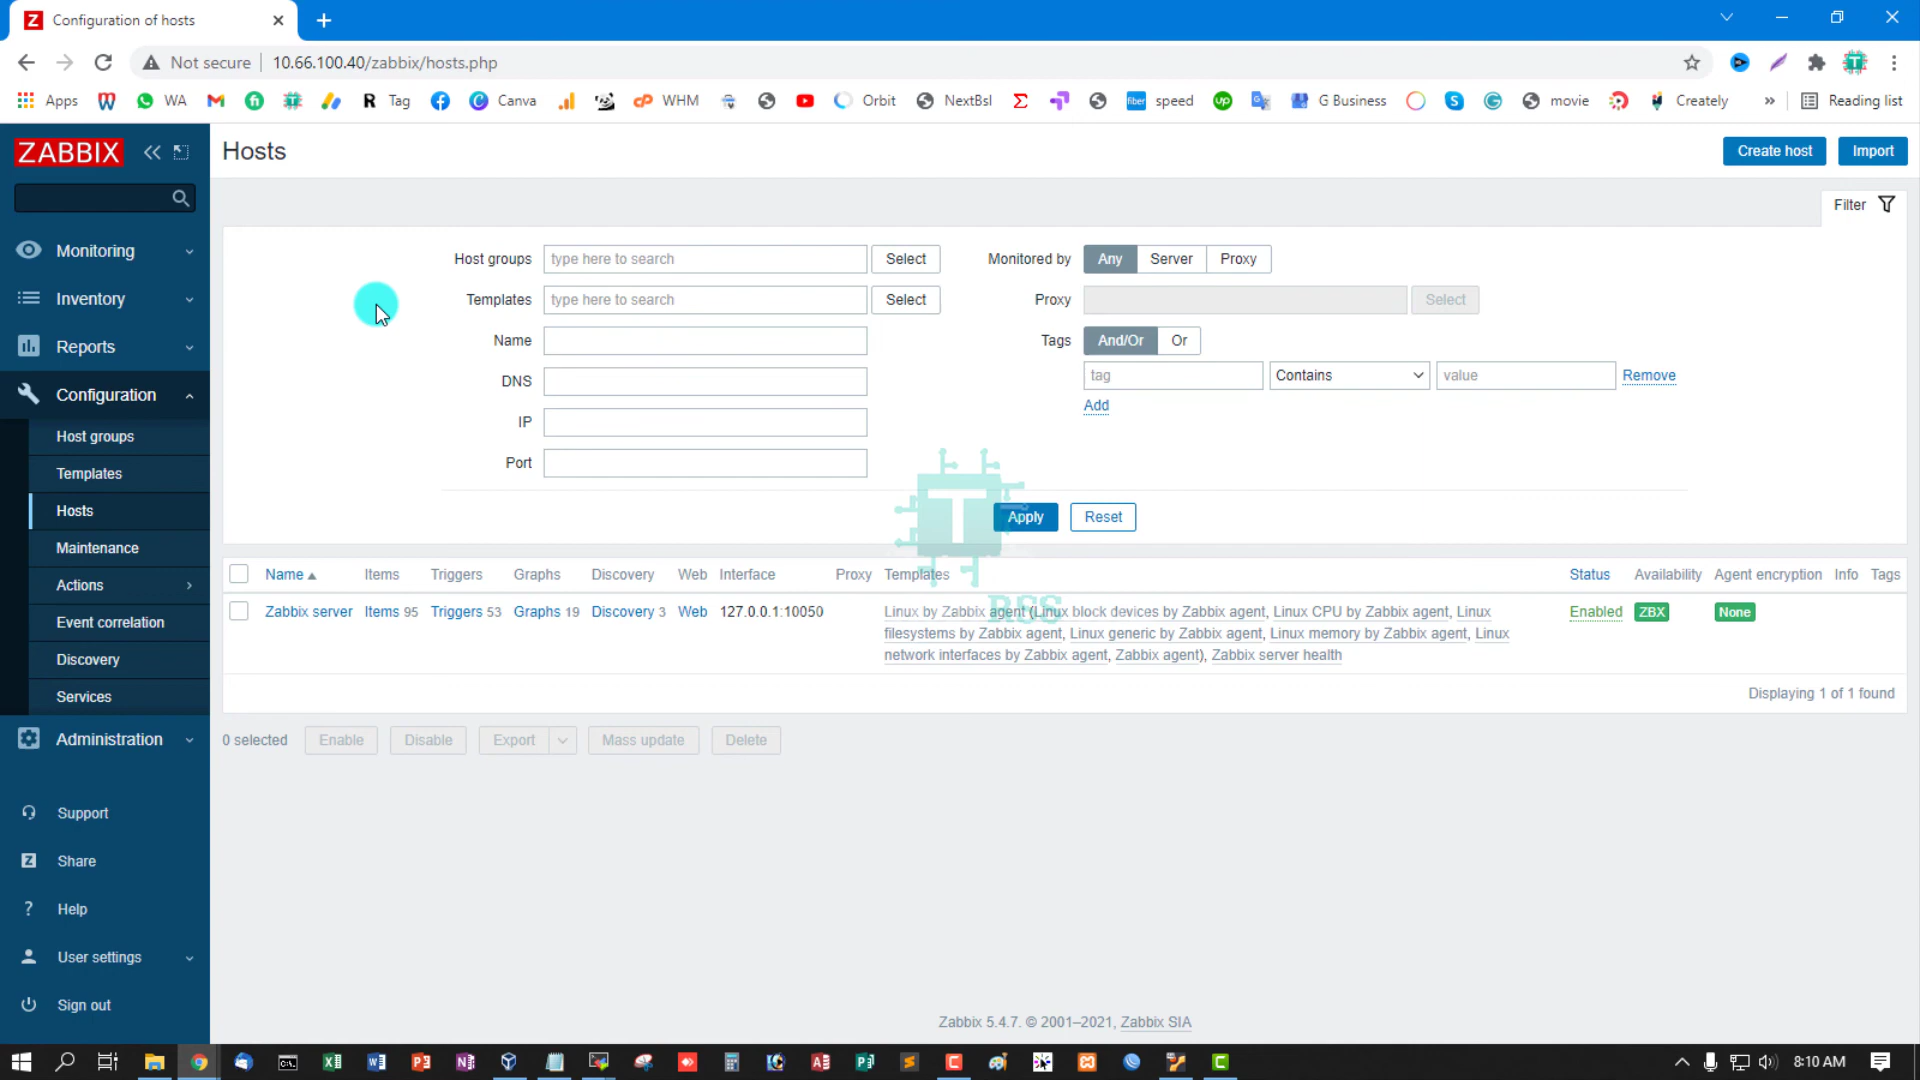 Z Configuration of hosts
Not secure 10.66.100.40/zabbix/hosts.php
Apps WA R Tag Canva cP WHM Orbit NextBsl Σ fiber speed up G Business movie Creately » Reading list
ZABBIX
Monitoring
Inventory
Reports
Configuration
Host groups
Templates
Hosts
Maintenance
Actions
Event correlation
Discovery
Services
Administration
Support
Z Share
? Help
User settings
Sign out
Hosts Create host Import
Filter
Host groups type here to search Select Monitored by Any Server Proxy
Templates type here to search Select Proxy Select
Name Tags And/Or Or
DNS tag Contains value Remove
Add
IP
Port
T
Apply Reset
RSS
Name Items Triggers Graphs Discovery Web Interface Proxy Templates Status Availability Agent encryption Info Tags
Zabbix server Items 95 Triggers 53 Graphs 19 Discovery 3 Web 127.0.0.1:10050 Linux by Zabbix agent (Linux block devices by Zabbix agent, Linux CPU by Zabbix agent, Linux Enabled ZBX None
filesystems by Zabbix agent, Linux generic by Zabbix agent, Linux memory by Zabbix agent, Linux
network interfaces by Zabbix agent, Zabbix agent), Zabbix server health
Displaying 1 of 1 found
0 selected Enable Disable Export Mass update Delete
Zabbix 5.4.7. © 2001–2021, Zabbix SIA
8:10 AM